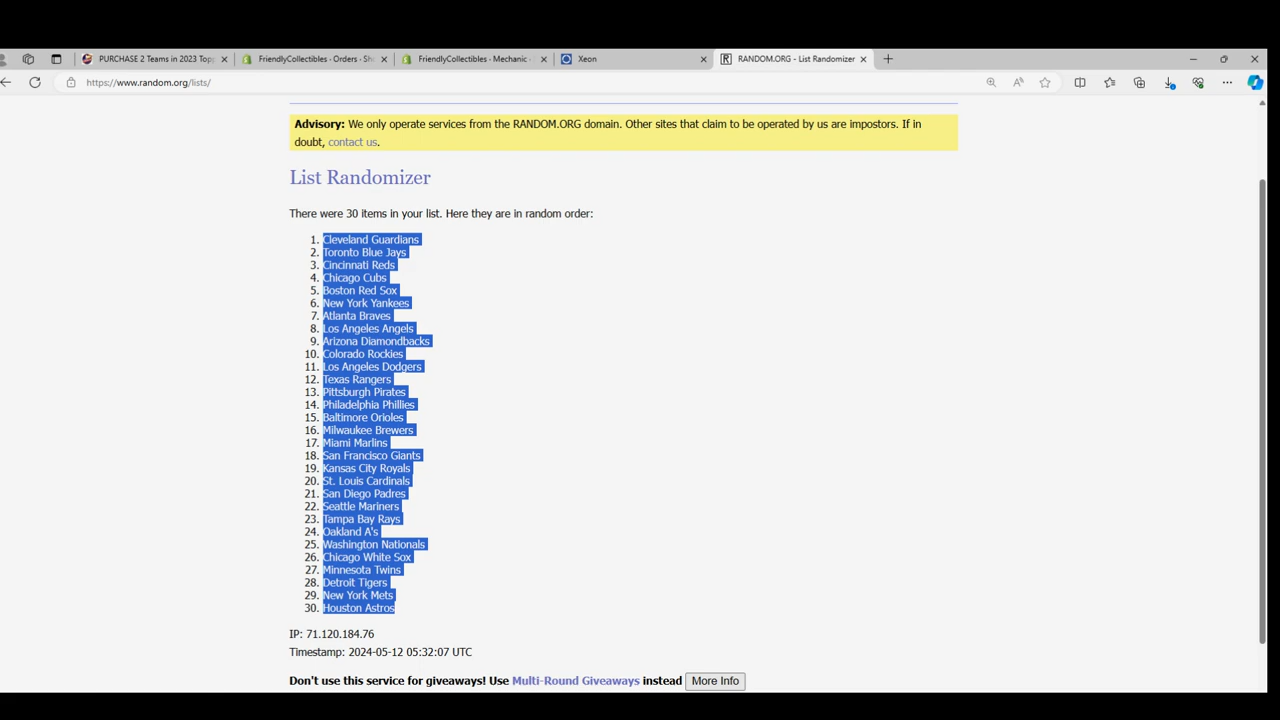 PURCHASE 2 Teams in 2023 Topp
FriendlyCollectibles · Orders · Sho
FriendlyCollectibles · Mechanic ·
Xeon
RANDOM.ORG - List Randomizer
https://www.random.org/lists/
Advisory: We only operate services from the RANDOM.ORG domain. Other sites that claim to be operated by us are impostors. If in
doubt, contact us.
List Randomizer
There were 30 items in your list. Here they are in random order:
1. Cleveland Guardians
2. Toronto Blue Jays
3. Cincinnati Reds
4. Chicago Cubs
5. Boston Red Sox
6. New York Yankees
7. Atlanta Braves
8. Los Angeles Angels
9. Arizona Diamondbacks
10. Colorado Rockies
11. Los Angeles Dodgers
12. Texas Rangers
13. Pittsburgh Pirates
14. Philadelphia Phillies
15. Baltimore Orioles
16. Milwaukee Brewers
17. Miami Marlins
18. San Francisco Giants
19. Kansas City Royals
20. St. Louis Cardinals
21. San Diego Padres
22. Seattle Mariners
23. Tampa Bay Rays
24. Oakland A's
25. Washington Nationals
26. Chicago White Sox
27. Minnesota Twins
28. Detroit Tigers
29. New York Mets
30. Houston Astros
IP: 71.120.184.76
Timestamp: 2024-05-12 05:32:07 UTC
Don't use this service for giveaways! Use Multi-Round Giveaways instead More Info